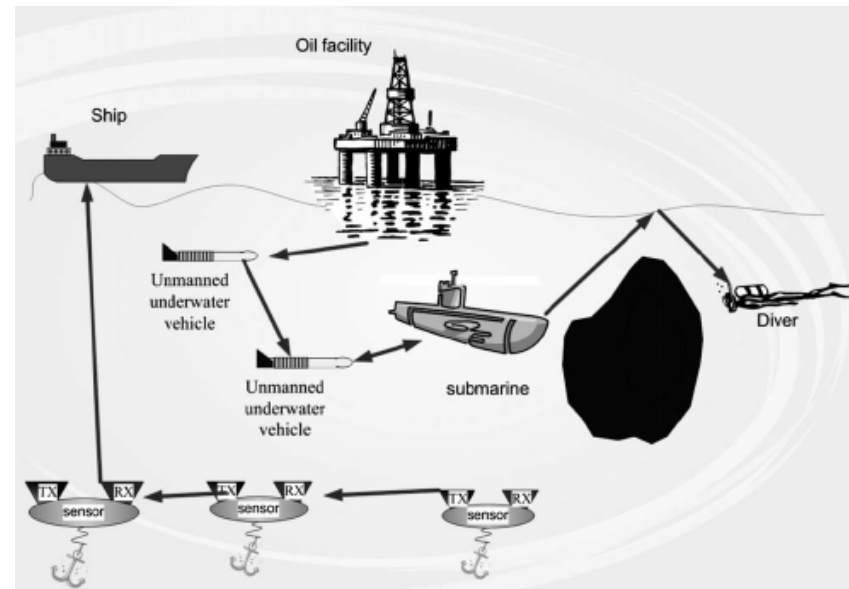 Oil facility
Ship
Unmanned
underwater
vehicle
Diver
Unmanned
underwater
vehicle
submarine
TX RX
sensor
TX RX
sensor
TX RX
sensor